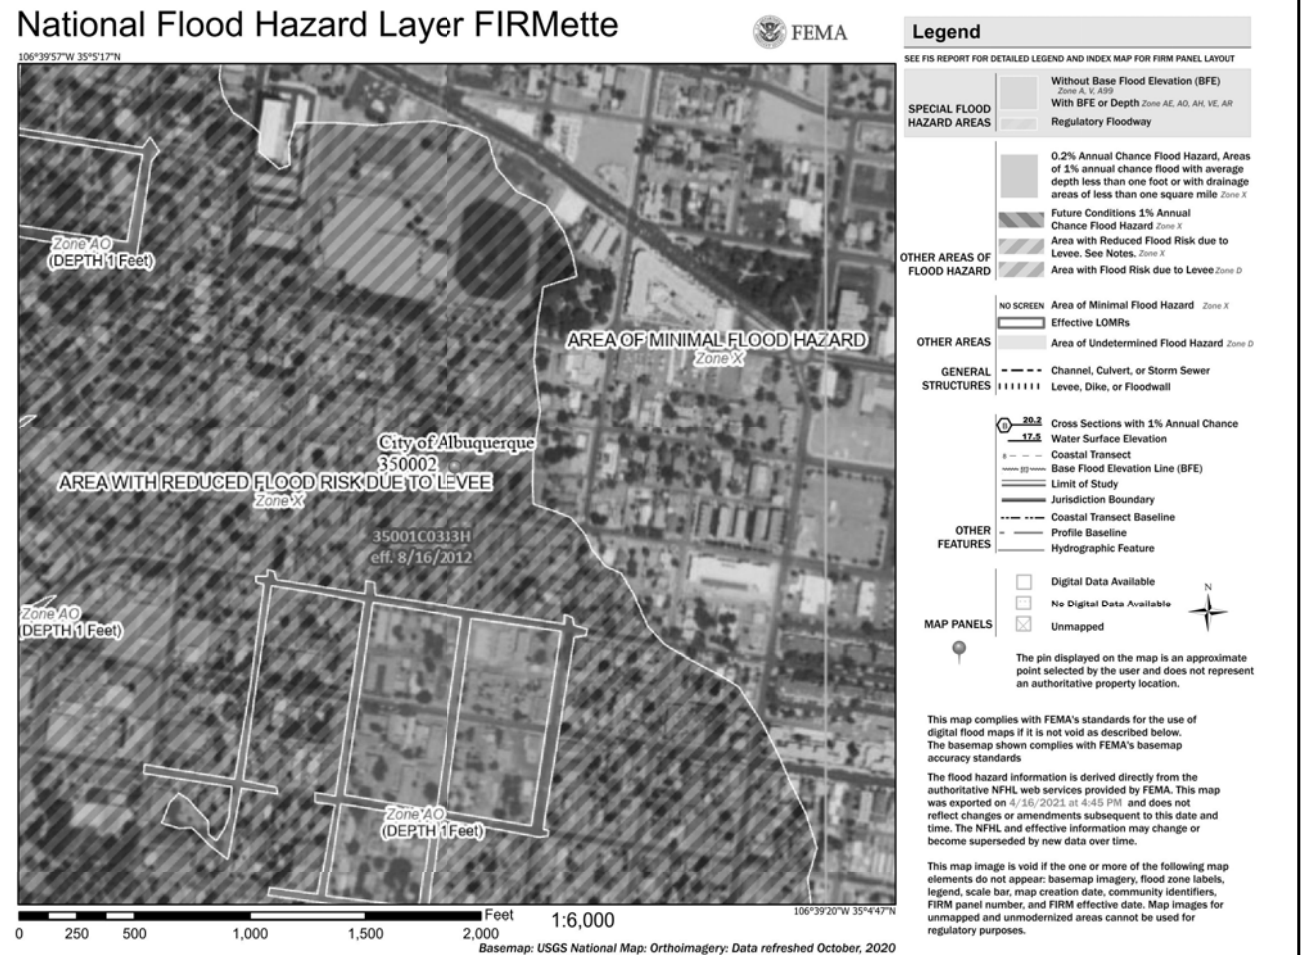 National Flood Hazard Layer FIRMette
FEMA
106°39'57"W 35°5'17"N
Zone AO
(DEPTH 1 Feet)
AREA OF MINIMAL FLOOD HAZARD
Zone X
City of Albuquerque
350002
AREA WITH REDUCED FLOOD RISK DUE TO LEVEE
Zone X
35001C0313H
eff. 8/16/2012
Zone AO
(DEPTH 1 Feet)
Zone AO
(DEPTH 1 Feet)
106°39'20"W 35°4'47"N
Feet
1:6,000
0 250 500 1,000 1,500 2,000
Basemap: USGS National Map: Orthoimagery: Data refreshed October, 2020
Legend
SEE FIS REPORT FOR DETAILED LEGEND AND INDEX MAP FOR FIRM PANEL LAYOUT
SPECIAL FLOOD
HAZARD AREAS
Without Base Flood Elevation (BFE)
Zone A, V, A99
With BFE or Depth Zone AE, AO, AH, VE, AR
Regulatory Floodway
OTHER AREAS OF
FLOOD HAZARD
0.2% Annual Chance Flood Hazard, Areas
of 1% annual chance flood with average
depth less than one foot or with drainage
areas of less than one square mile Zone X
Future Conditions 1% Annual
Chance Flood Hazard Zone X
Area with Reduced Flood Risk due to
Levee. See Notes. Zone X
Area with Flood Risk due to Levee Zone D
OTHER AREAS
NO SCREEN Area of Minimal Flood Hazard Zone X
Effective LOMRs
Area of Undetermined Flood Hazard Zone D
GENERAL
STRUCTURES
Channel, Culvert, or Storm Sewer
Levee, Dike, or Floodwall
OTHER
FEATURES
B 20.2 Cross Sections with 1% Annual Chance
17.5 Water Surface Elevation
8 Coastal Transect
513 Base Flood Elevation Line (BFE)
Limit of Study
Jurisdiction Boundary
Coastal Transect Baseline
Profile Baseline
Hydrographic Feature
MAP PANELS
Digital Data Available
No Digital Data Available
Unmapped
N
The pin displayed on the map is an approximate
point selected by the user and does not represent
an authoritative property location.
This map complies with FEMA's standards for the use of
digital flood maps if it is not void as described below.
The basemap shown complies with FEMA's basemap
accuracy standards
The flood hazard information is derived directly from the
authoritative NFHL web services provided by FEMA. This map
was exported on 4/16/2021 at 4:45 PM and does not
reflect changes or amendments subsequent to this date and
time. The NFHL and effective information may change or
become superseded by new data over time.
This map image is void if the one or more of the following map
elements do not appear: basemap imagery, flood zone labels,
legend, scale bar, map creation date, community identifiers,
FIRM panel number, and FIRM effective date. Map images for
unmapped and unmodernized areas cannot be used for
regulatory purposes.